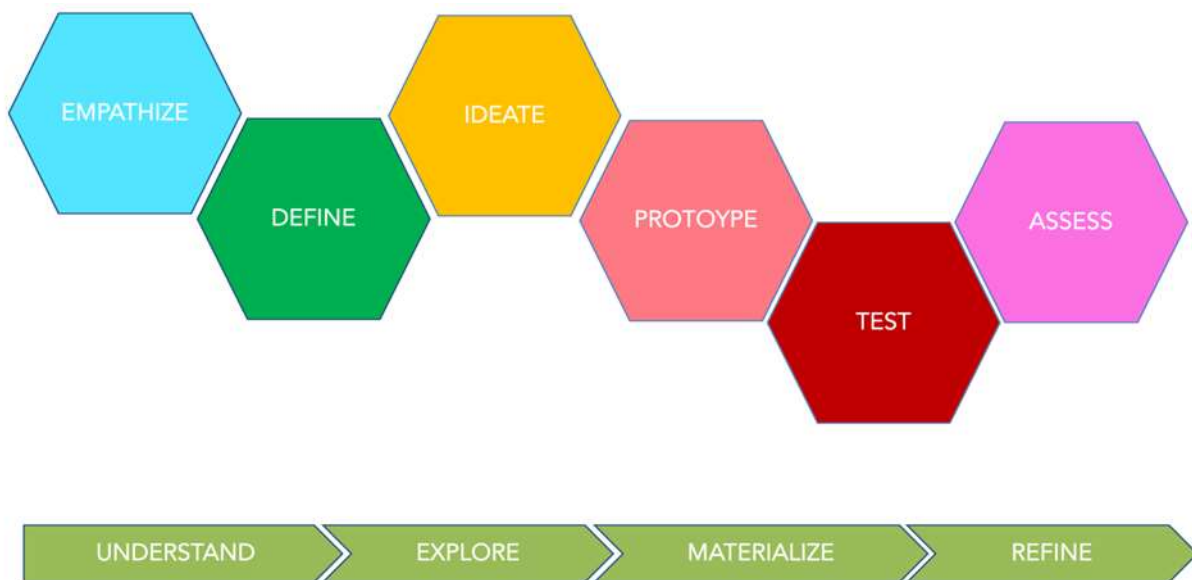 EMPATHIZE
DEFINE
IDEATE
PROTOYPE
TEST
ASSESS
UNDERSTAND
EXPLORE
MATERIALIZE
REFINE